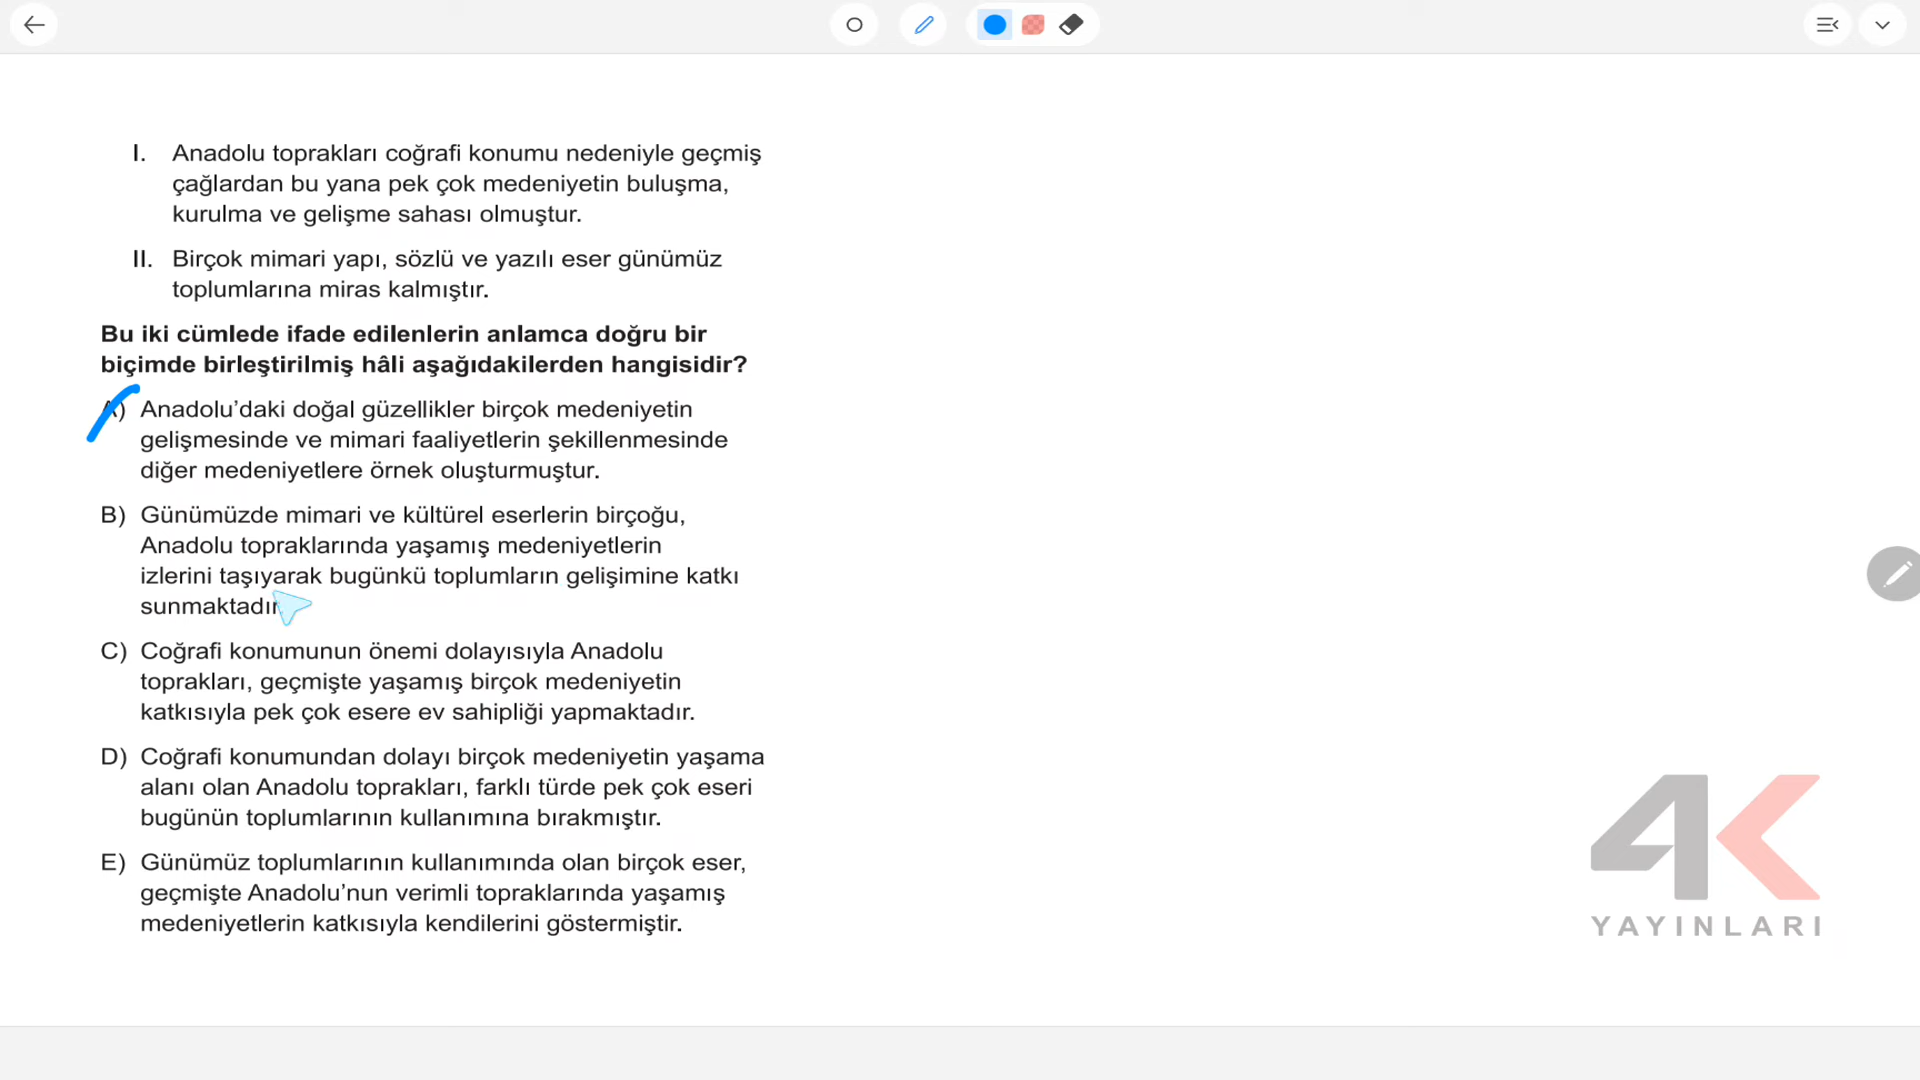 I. Anadolu toprakları coğrafi konumu nedeniyle geçmiş
çağlardan bu yana pek çok medeniyetin buluşma,
kurulma ve gelişme sahası olmuştur.
II. Birçok mimari yapı, sözlü ve yazılı eser günümüz
toplumlarına miras kalmıştır.
Bu iki cümlede ifade edilenlerin anlamca doğru bir
biçimde birleştirilmiş hâli aşağıdakilerden hangisidir?
A) Anadolu’daki doğal güzellikler birçok medeniyetin
gelişmesinde ve mimari faaliyetlerin şekillenmesinde
diğer medeniyetlere örnek oluşturmuştur.
B) Günümüzde mimari ve kültürel eserlerin birçoğu,
Anadolu topraklarında yaşamış medeniyetlerin
izlerini taşıyarak bugünkü toplumların gelişimine katkı
sunmaktadır
C) Coğrafi konumunun önemi dolayısıyla Anadolu
toprakları, geçmişte yaşamış birçok medeniyetin
katkısıyla pek çok esere ev sahipliği yapmaktadır.
D) Coğrafi konumundan dolayı birçok medeniyetin yaşama
alanı olan Anadolu toprakları, farklı türde pek çok eseri
bugünün toplumlarının kullanımına bırakmıştır.
E) Günümüz toplumlarının kullanımında olan birçok eser,
geçmişte Anadolu’nun verimli topraklarında yaşamış
medeniyetlerin katkısıyla kendilerini göstermiştir.
4K
YAYINLARI